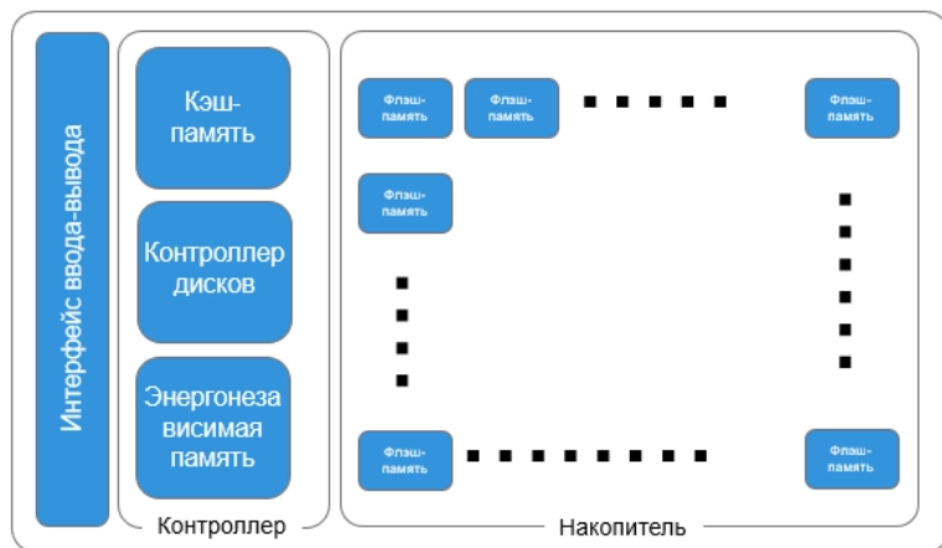 Интерфейс ввода-вывода
Кэш-
память
Контроллер
дисков
Энергонеза
висимая
память
Контроллер
Флэш-
память
Флэш-
память
Флэш-
память
Флэш-
память
Флэш-
память
Флэш-
память
Накопитель